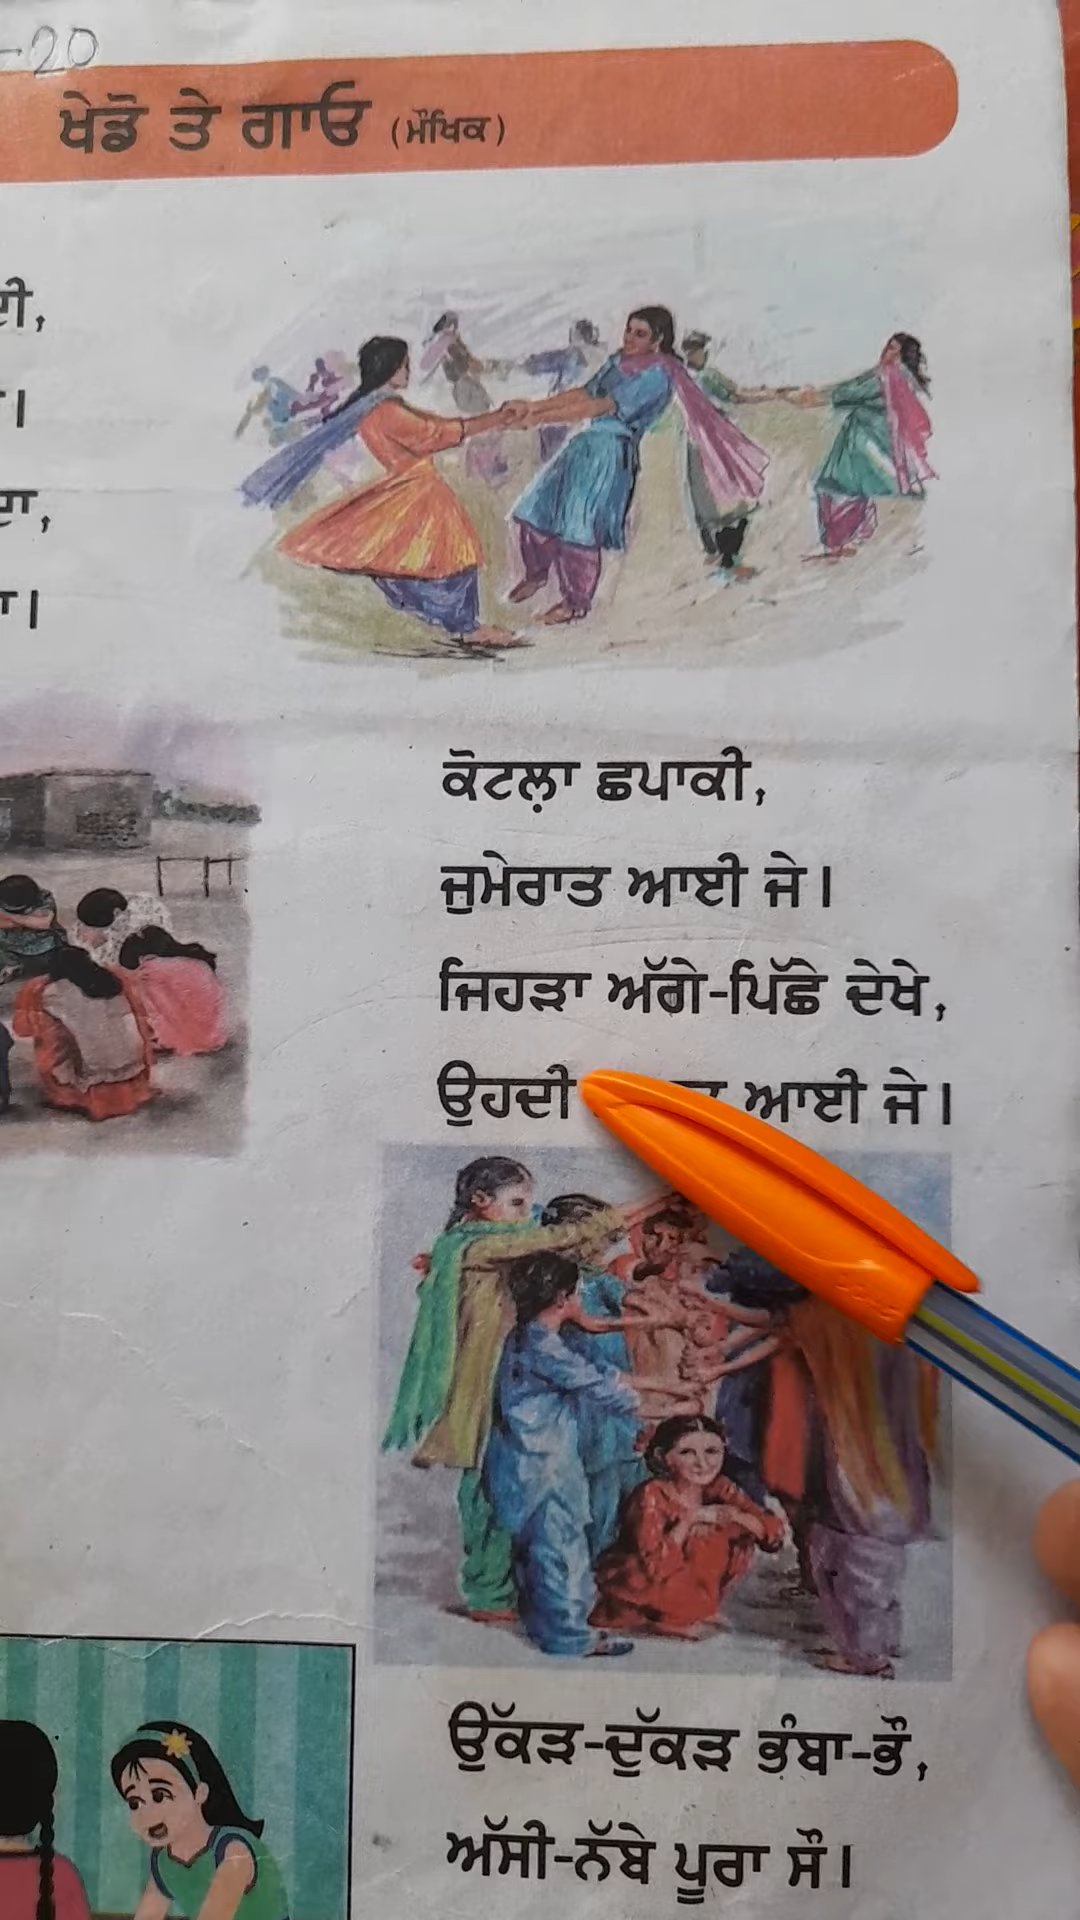 -20
ਖੇਡੋ ਤੇ ਗਾਓ (ਮੌਖਿਕ)
ਕੋਟਲਾ਼ ਛਪਾਕੀ,
ਜੁਮੇਰਾਤ ਆਈ ਜੇ।
ਜਿਹੜਾ ਅੱਗੇ-ਪਿੱਛੇ ਦੇਖੇ,
ਉਹਦੀ ਆਈ ਜੇ।
ਉੱਕੜ-ਦੁੱਕੜ ਭੰਬਾ-ਭੌ,
ਅੱਸੀ-ਨੱਬੇ ਪੂਰਾ ਸੌ।